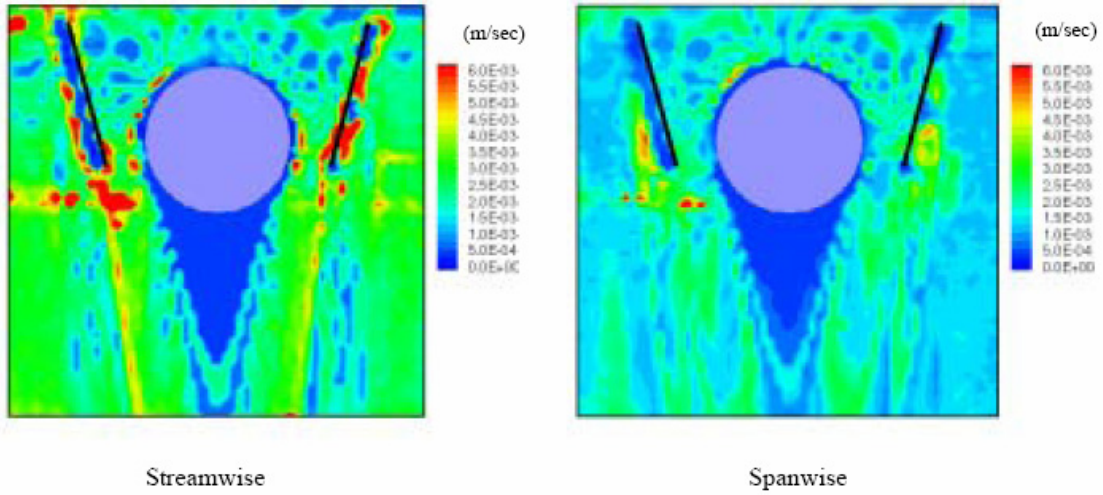 (m/sec)
6.0E-03
5.5E-03
5.0E-03
4.5E-03
4.0E-03
3.5E-03
3.0E-03
2.5E-03
2.0E-03
1.5E-03
1.0E-03
5.0E-04
0.0E+00
(m/sec)
6.0E-03
5.5E-03
5.0E-03
4.5E-03
4.0E-03
3.5E-03
3.0E-03
2.5E-03
2.0E-03
1.5E-03
1.0E-03
5.0E-04
0.0E+00
Streamwise
Spanwise